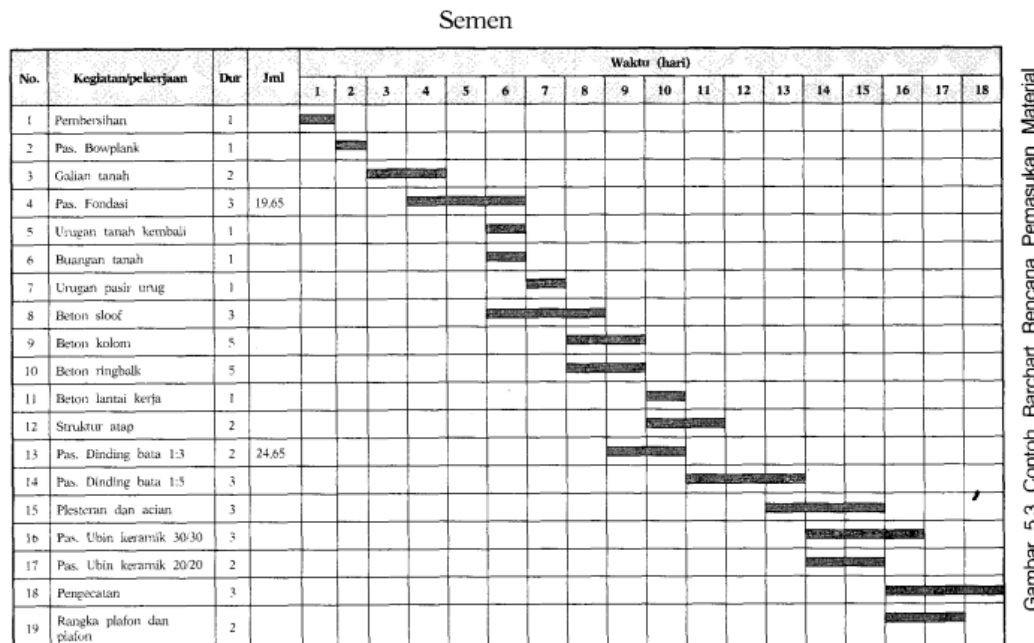 Semen
No. Kegiatan/pekerjaan Dur Jml Waktu (hari)
1 2 3 4 5 6 7 8 9 10 11 12 13 14 15 16 17 18
1 Pembersihan 1
2 Pas. Bowplank 1
3 Galian tanah 2
4 Pas. Fondasi 3 19,65
5 Urugan tanah kembali 1
6 Buangan tanah 1
7 Urugan pasir urug 1
8 Beton sloof 3
9 Beton kolom 5
10 Beton ringbalk 5
11 Beton lantai kerja 1
12 Struktur atap 2
13 Pas. Dinding bata 1:3 2 24,65
14 Pas. Dinding bata 1:5 3
15 Plesteran dan acian 3
16 Pas. Ubin keramik 30/30 3
17 Pas. Ubin keramik 20/20 2
18 Pengecatan 3
19 Rangka plafon dan 2
plafon
Gambar 5.3 Contoh Barchart Rencana Pemasukan Material